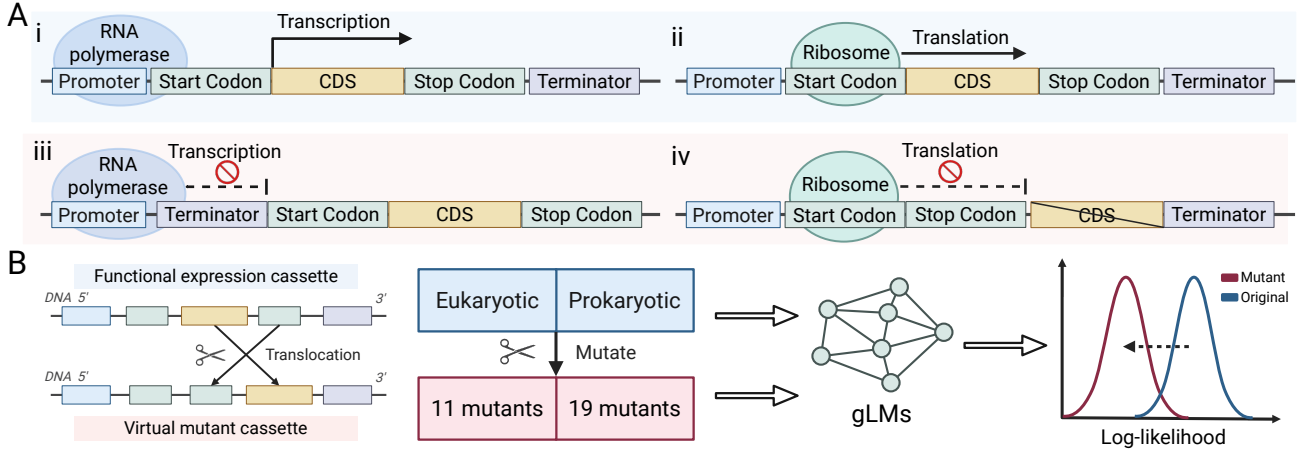 A
i
RNA
polymerase
Transcription
Promoter
Start Codon
CDS
Stop Codon
Terminator
ii
Ribosome
Translation
Promoter
Start Codon
CDS
Stop Codon
Terminator
iii
RNA
polymerase
Transcription
Promoter
Terminator
Start Codon
CDS
Stop Codon
iv
Ribosome
Translation
Promoter
Start Codon
Stop Codon
CDS
Terminator
B
Functional expression cassette
DNA 5'
3'
Translocation
DNA 5'
3'
Virtual mutant cassette
Eukaryotic
Prokaryotic
Mutate
11 mutants
19 mutants
gLMs
Mutant
Original
Log-likelihood